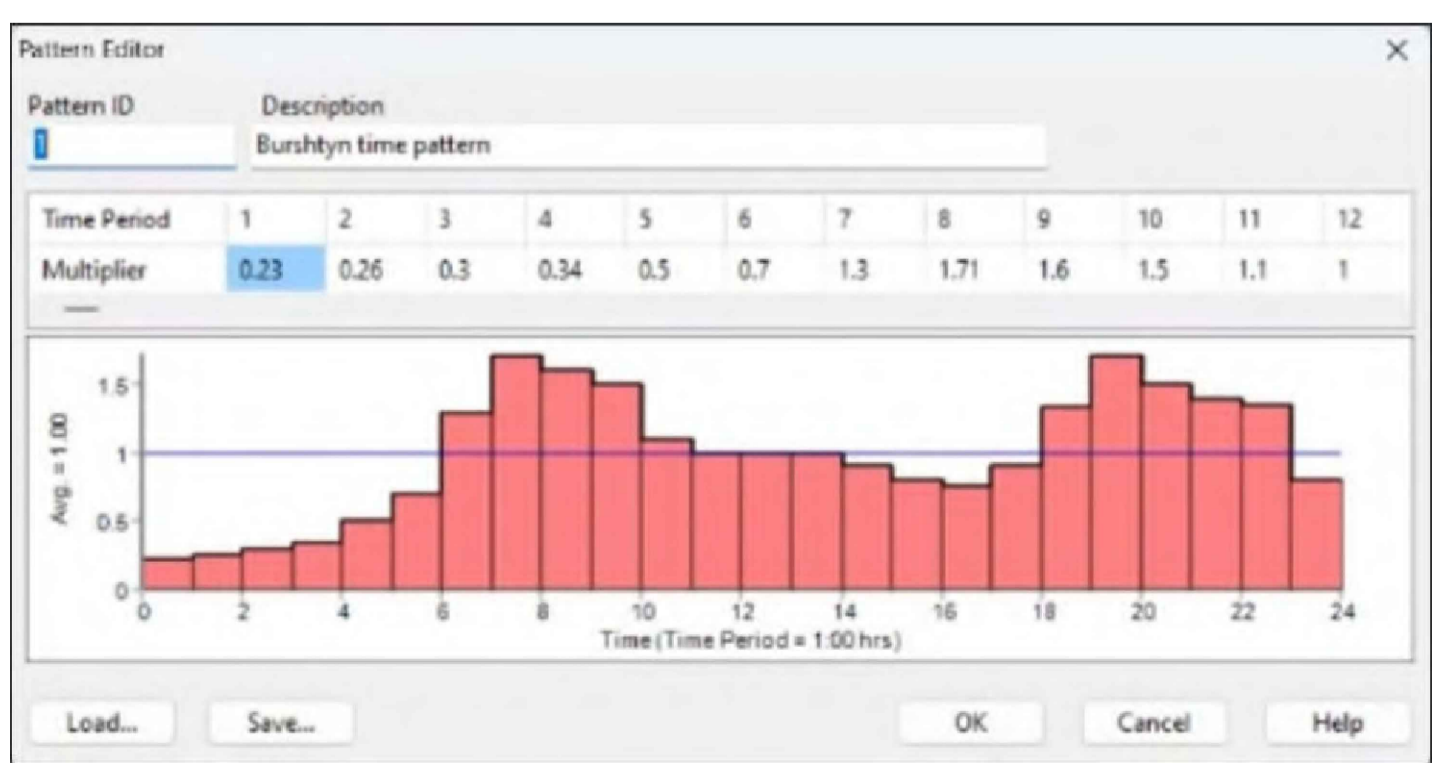 Pattern Editor
Pattern ID Description
1 Burshtyn time pattern
Time Period 1 2 3 4 5 6 7 8 9 10 11 12
Multiplier 0.23 0.26 0.3 0.34 0.5 0.7 1.3 1.71 1.6 1.5 1.1 1
Avg. = 1.00
1.5
1
0.5
0
0 2 4 6 8 10 12 14 16 18 20 22 24
Time (Time Period = 1:00 hrs)
Load... Save... OK Cancel Help